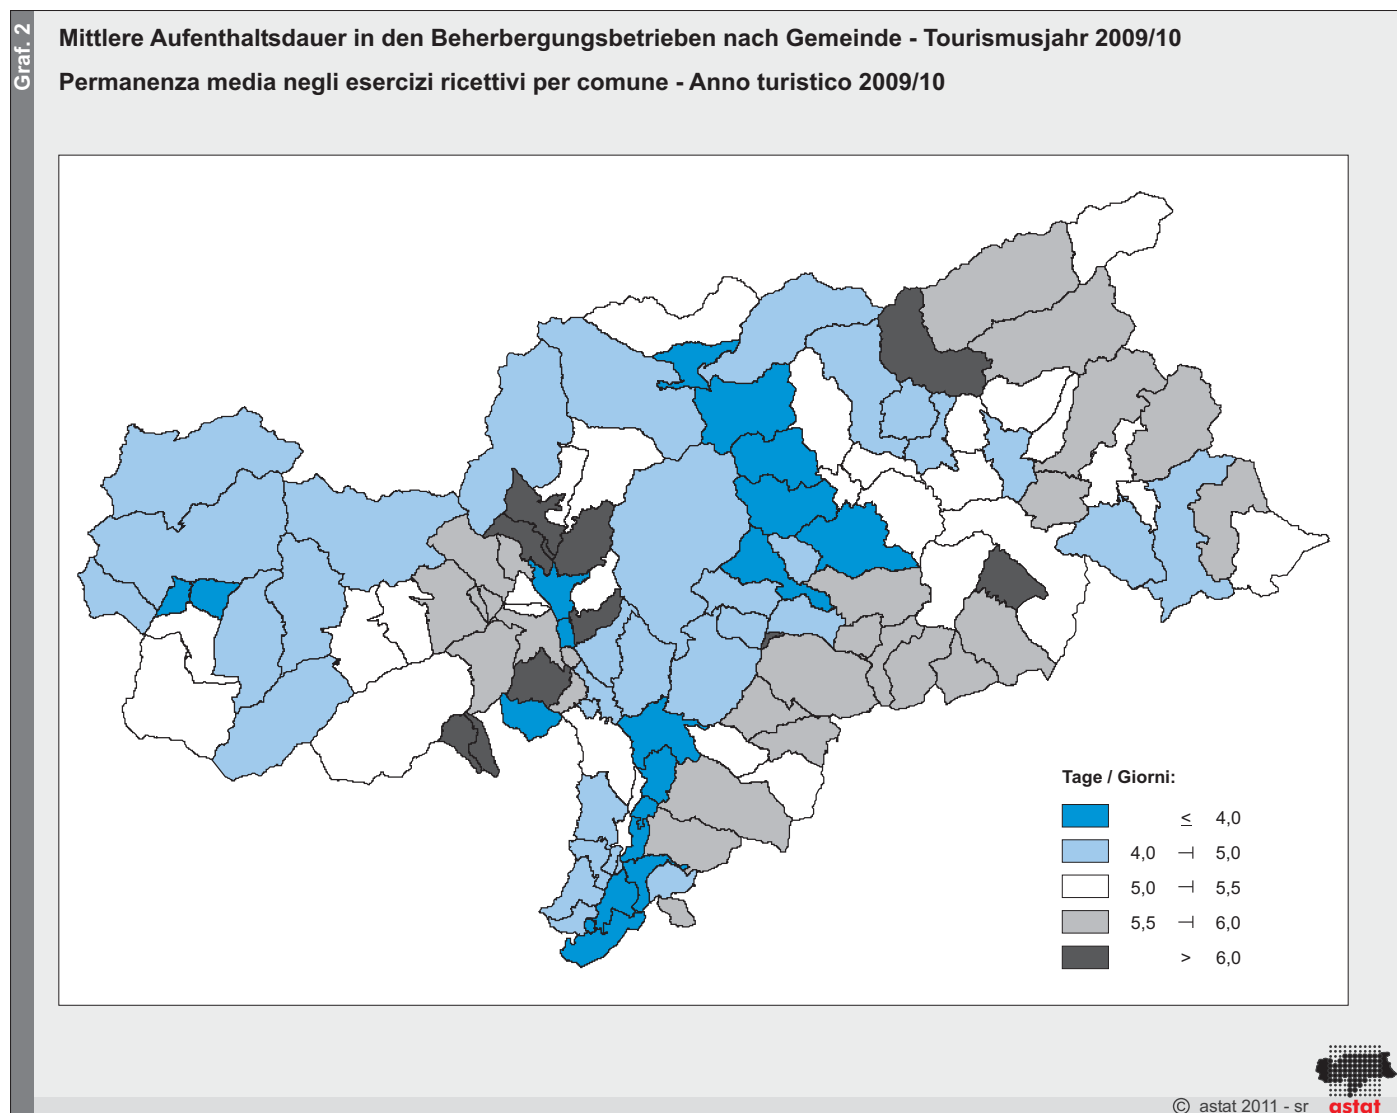 Graf. 2
Mittlere Aufenthaltsdauer in den Beherbergungsbetrieben nach Gemeinde - Tourismusjahr 2009/10
Permanenza media negli esercizi ricettivi per comune - Anno turistico 2009/10
Tage / Giorni:
≤ 4,0
4,0 ⊣ 5,0
5,0 ⊣ 5,5
5,5 ⊣ 6,0
> 6,0
© astat 2011 - sr
astat